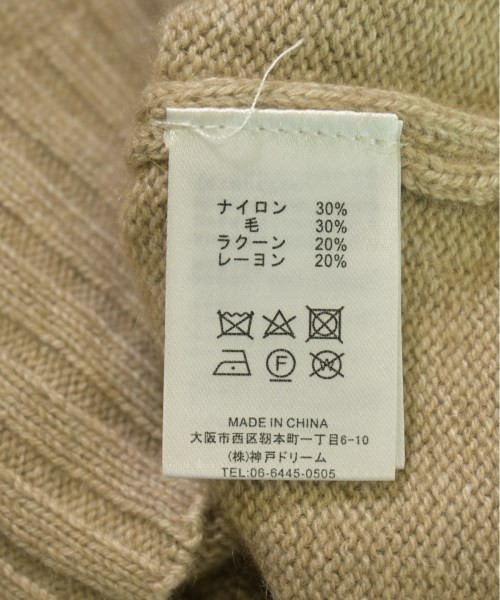 ナイロン 30%
毛 30%
ラクーン 20%
レーヨン 20%
F
W
MADE IN CHINA
大阪市西区靭本町一丁目6-10
(株)神戸ドリーム
TEL:06-6445-0505